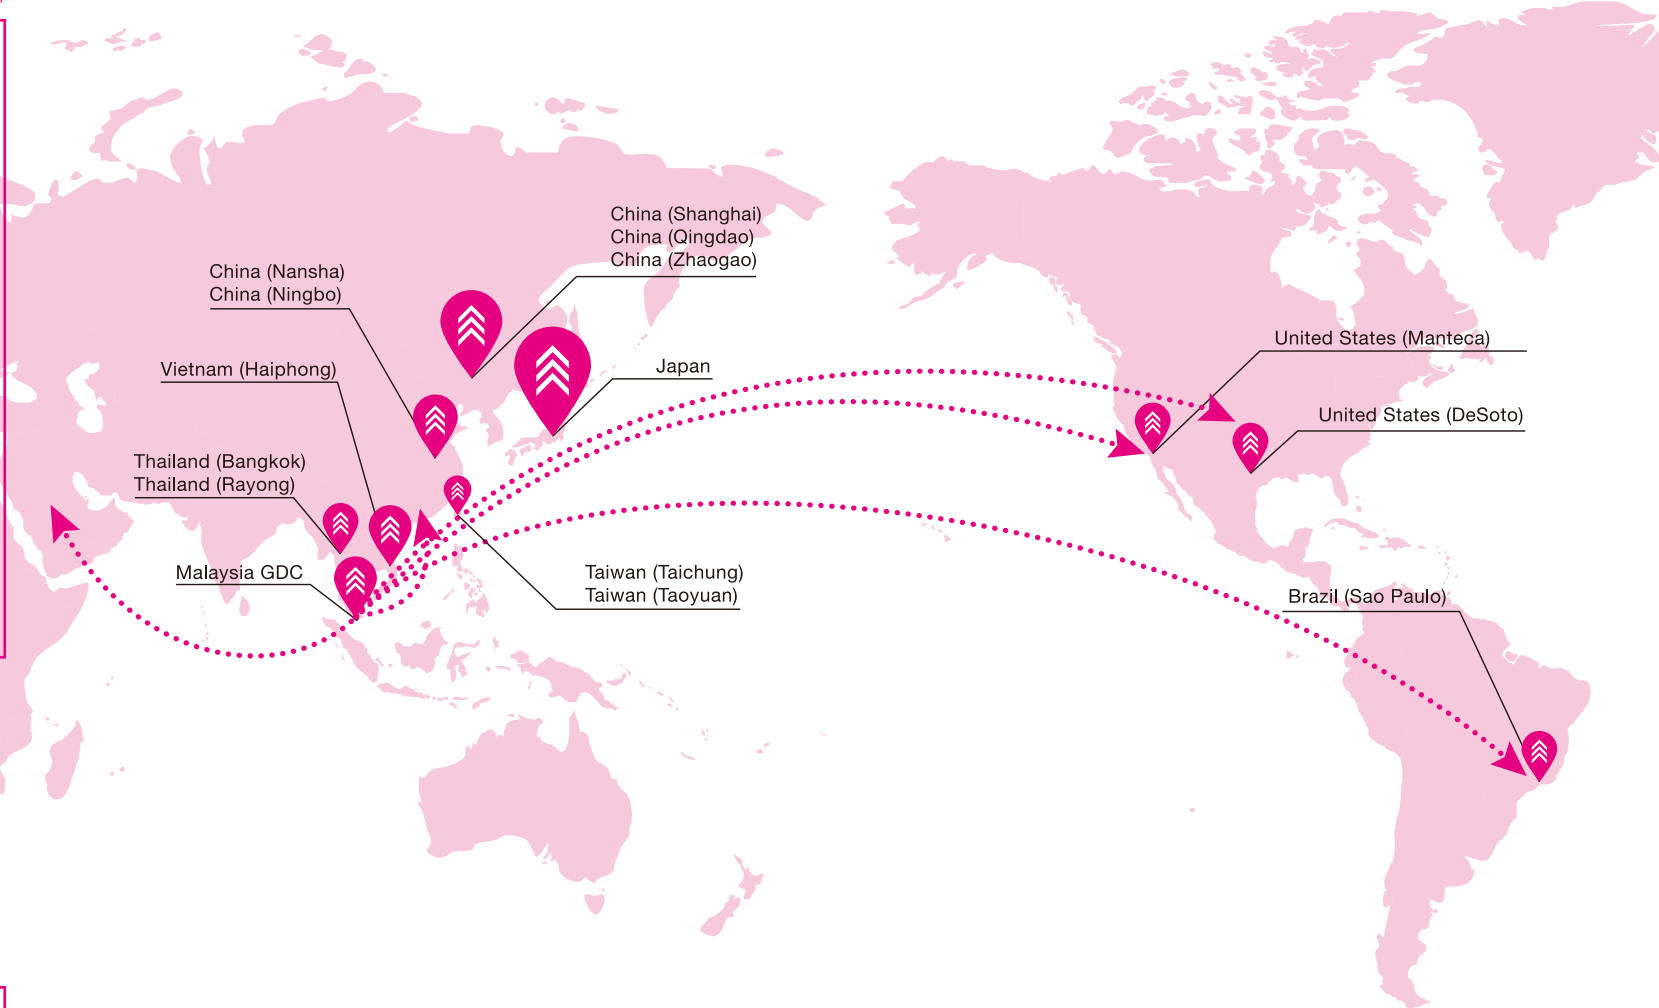 China (Shanghai)
China (Qingdao)
China (Zhaogao)
China (Nansha)
China (Ningbo)
United States (Manteca)
Vietnam (Haiphong)
Japan
United States (DeSoto)
Thailand (Bangkok)
Thailand (Rayong)
Malaysia GDC
Taiwan (Taichung)
Taiwan (Taoyuan)
Brazil (Sao Paulo)